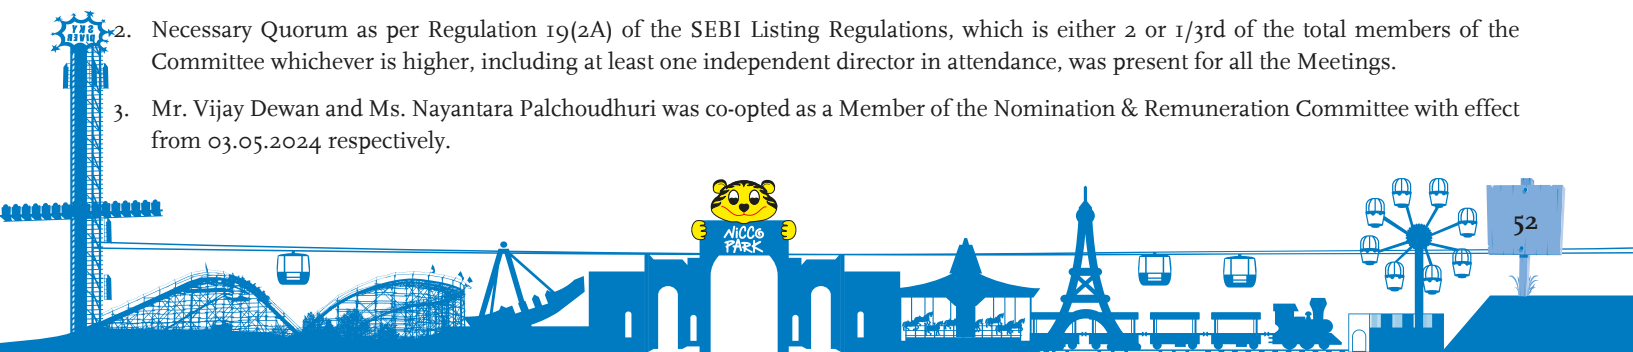 2. Necessary Quorum as per Regulation 19(2A) of the SEBI Listing Regulations, which is either 2 or 1/3rd of the total members of the
Committee whichever is higher, including at least one independent director in attendance, was present for all the Meetings.
3. Mr. Vijay Dewan and Ms. Nayantara Palchoudhuri was co-opted as a Member of the Nomination & Remuneration Committee with effect
from 03.05.2024 respectively.
SKY
DIVER
NICCO
PARK
52